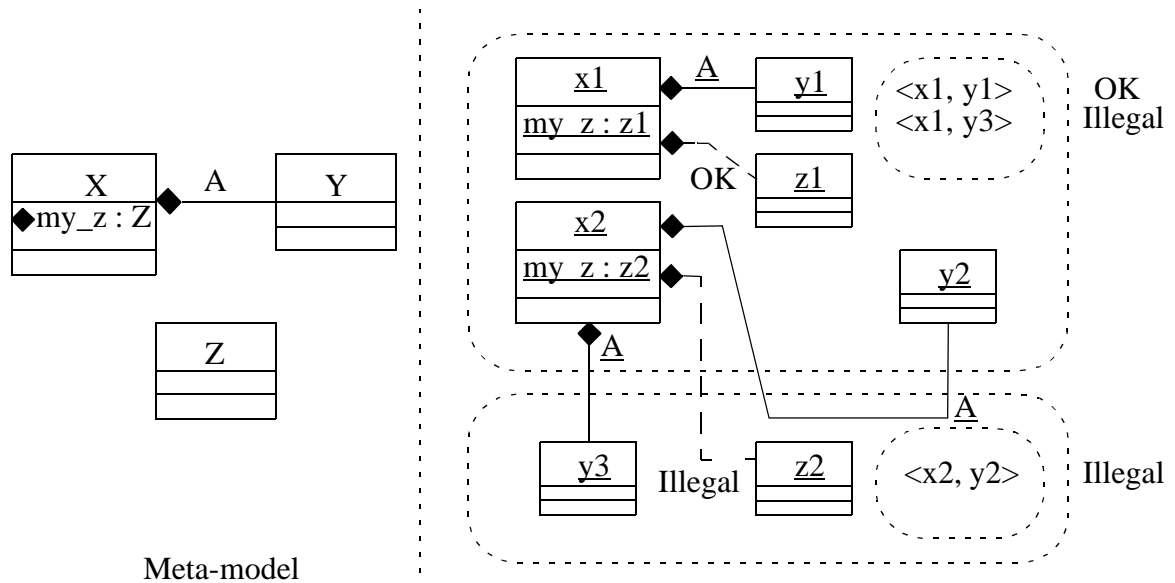 X
my_z : Z
A
Y
Z
Meta-model
x1
my_z : z1
A
y1
<x1, y1>
<x1, y3>
OK
Illegal
OK
z1
x2
my_z : z2
y2
A
A
y3
Illegal
z2
<x2, y2>
Illegal